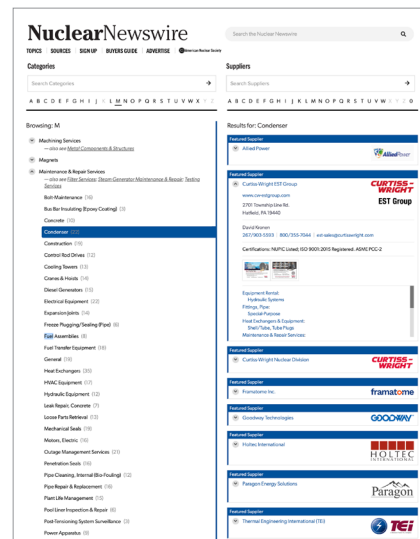 NuclearNewswire
Search the Nuclear Newswire
TOPICS SOURCES SIGN UP BUYERS GUIDE ADVERTISE American Nuclear Society
Categories
Search Categories
A B C D E F G H I J K L M N O P Q R S T U V W X Y Z
Browsing: M
Machining Services
— also see Metal Components & Structures
Magnets
Maintenance & Repair Services
— also see Filter Services; Steam Generator Maintenance & Repair; Testing
Services
Bolt-Maintenance (16)
Bus Bar Insulating (Epoxy Coating) (3)
Concrete (10)
Condenser (22)
Construction (19)
Control Rod Drives (12)
Cooling Towers (13)
Cranes & Hoists (14)
Diesel Generators (15)
Electrical Equipment (22)
Expansion Joints (14)
Freeze Plugging/Sealing (Pipe) (6)
Fuel Assemblies (8)
Fuel Transfer Equipment (19)
General (19)
Heat Exchangers (30)
HVAC Equipment (17)
Hydraulic Equipment (12)
Leak Repair, Concrete (7)
Loose Parts Retrieval (13)
Mechanical Seals (19)
Motors, Electric (16)
Outage Management Services (21)
Penetration Seals (16)
Pipe Cleaning, Internal (Bio-Fouling) (12)
Pipe Repair & Replacement (16)
Plant Life Management (13)
Pool Liner Inspection & Repair (6)
Post-Tensioning System Surveillance (2)
Power Apparatus (9)
Suppliers
Search Suppliers
A B C D E F G H I J K L M N O P Q R S T U V W X Y Z 0
Results for: Condenser
Featured Supplier
Allied Power
AlliedPower
Featured Supplier
Curtiss-Wright EST Group
CURTISS-
WRIGHT
EST Group
www.cw-estgroup.com
2701 Township Line Rd.
Hatfield, PA 19440
David Kronen
267/903-5593 | 800/355-7044 | est-sales@curtisswright.com
Certifications: NUPIC Listed; ISO 9001:2015 Registered: ASME PCC-2
Equipment Rental:
Hydraulic Systems
Fittings, Pipe:
Special-Purpose
Heat Exchangers & Equipment:
Shell/Tube, Tube Plugs
Maintenance & Repair Services:
Featured Supplier
Curtiss-Wright Nuclear Division
CURTISS-
WRIGHT
Featured Supplier
Framatome Inc.
framatome
Featured Supplier
Goodway Technologies
GOODWAY
Featured Supplier
Holtec International
HOLTEC
INTERNATIONAL
Featured Supplier
Paragon Energy Solutions
Paragon
Featured Supplier
Thermal Engineering International (TEI)
TEi